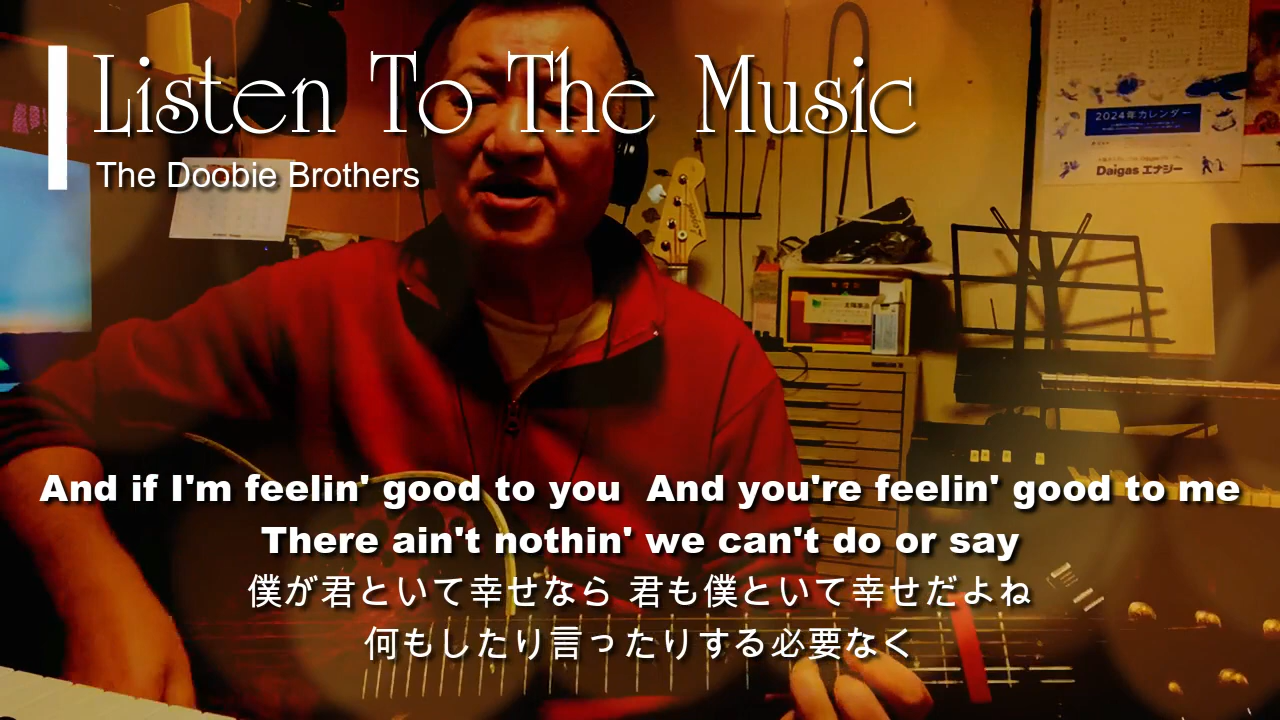 Listen To The Music
The Doobie Brothers
2024年カレンダー
Daigas エナジー
And if I'm feelin' good to you And you're feelin' good to me
There ain't nothin' we can't do or say
僕が君といて幸せなら 君も僕といて幸せだよね
何もしたり言ったりする必要なく